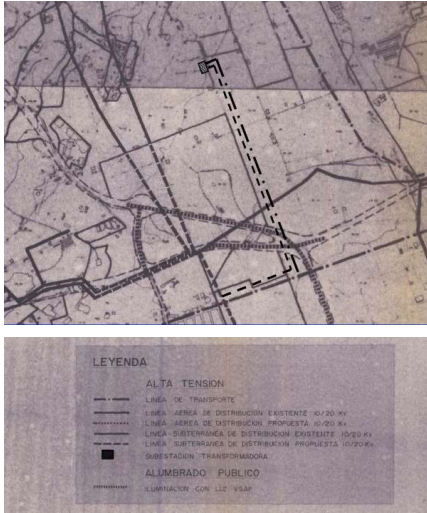 LEYENDA
ALTA TENSION
LINEA DE TRANSPORTE
LINEA AEREA DE DISTRIBUCION EXISTENTE 10/20 Kv
LINEA AEREA DE DISTRIBUCION PROPUESTA 10/20 Kv
LINEA SUBTERRANEA DE DISTRIBUCION EXISTENTE 10/20 Kv
LINEA SUBTERRANEA DE DISTRIBUCION PROPUESTA 10/20 Kv
SUBESTACION TRANSFORMADORA
ALUMBRADO PUBLICO
ILUMINACION CON LUZ VSAP